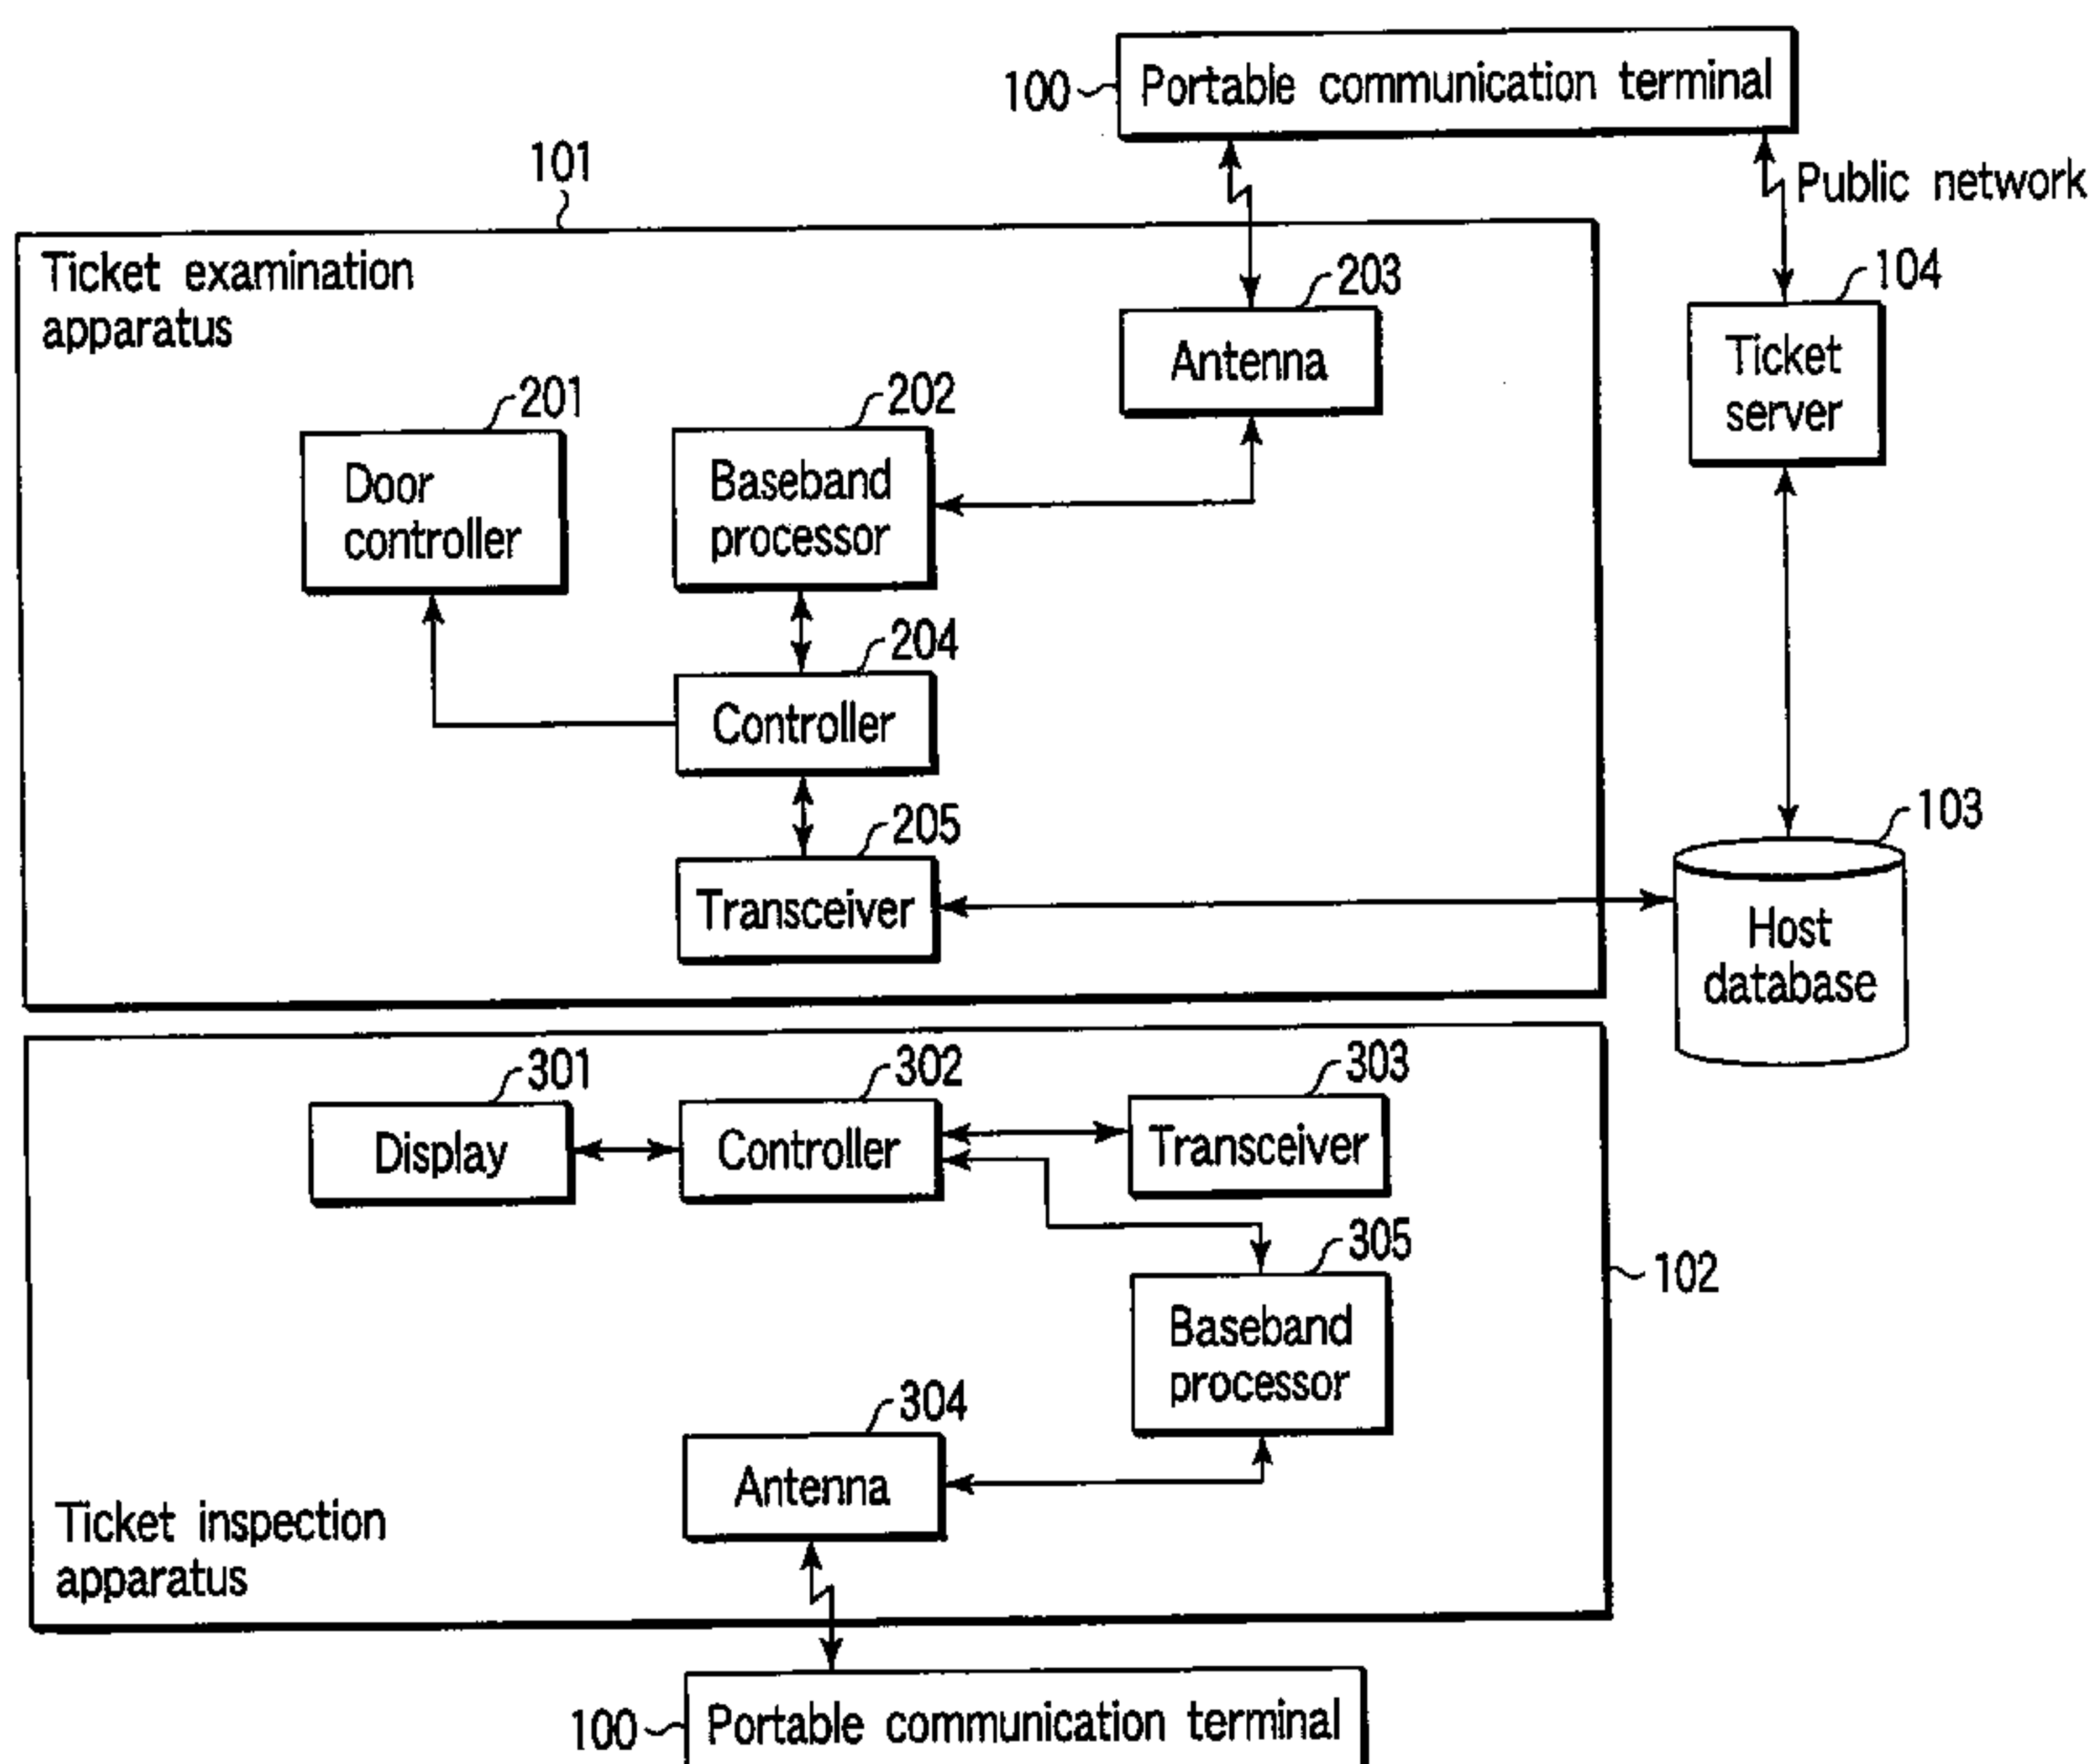 100
Portable communication terminal
Public network
101
Ticket examination
apparatus
203
Antenna
104
Ticket
server
201
Door
controller
202
Baseband
processor
204
Controller
205
Transceiver
103
Host
database
301
Display
302
Controller
303
Transceiver
305
Baseband
processor
102
304
Antenna
Ticket inspection
apparatus
100
Portable communication terminal